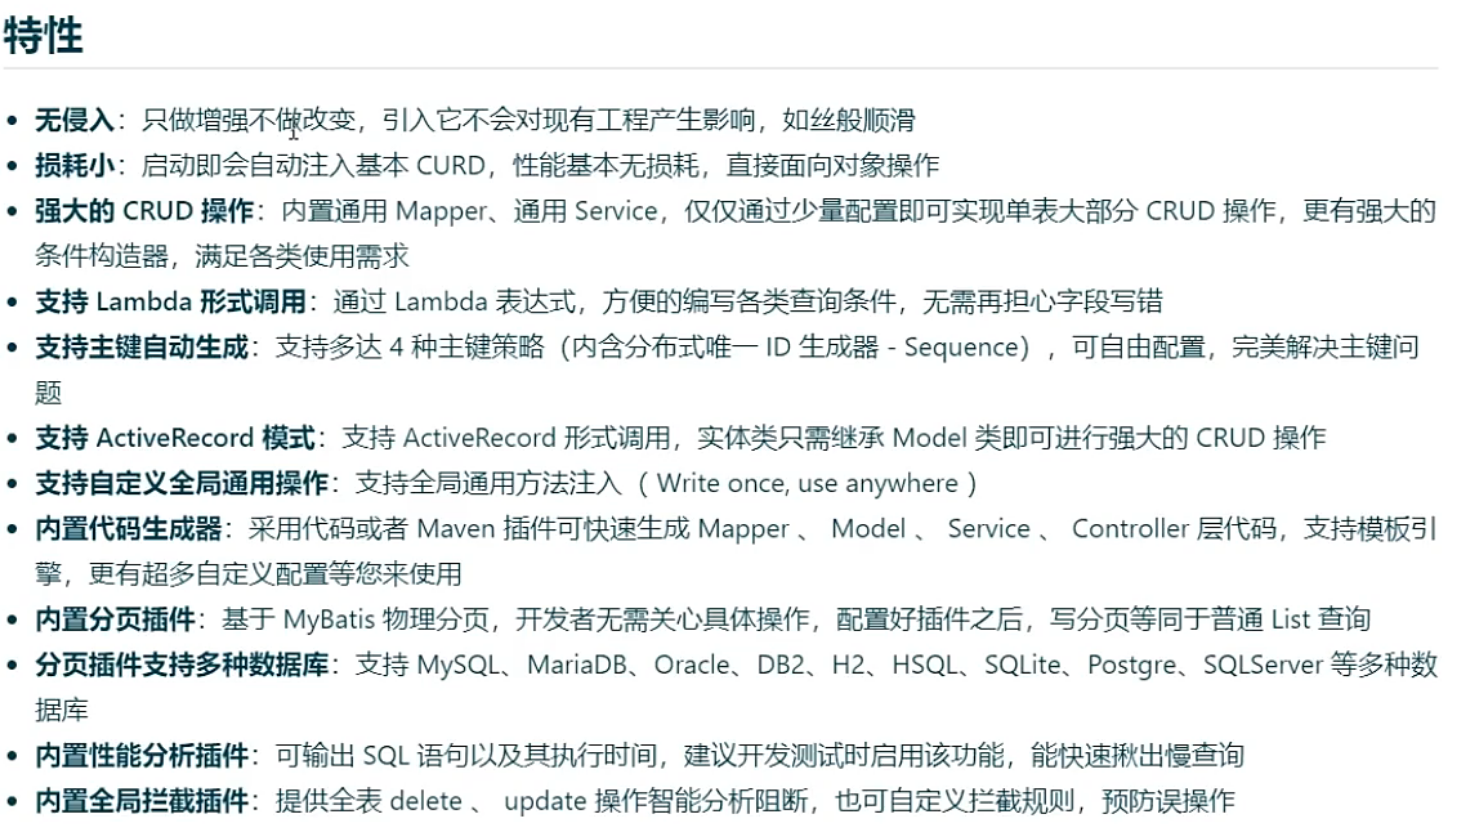 特性
• 无侵入：只做增强不做改变，引入它不会对现有工程产生影响，如丝般顺滑
• 损耗小：启动即会自动注入基本 CURD，性能基本无损耗，直接面向对象操作
• 强大的 CRUD 操作：内置通用 Mapper、通用 Service，仅仅通过少量配置即可实现单表大部分 CRUD 操作，更有强大的
条件构造器，满足各类使用需求
• 支持 Lambda 形式调用：通过 Lambda 表达式，方便的编写各类查询条件，无需再担心字段写错
• 支持主键自动生成：支持多达 4 种主键策略（内含分布式唯一 ID 生成器 - Sequence），可自由配置，完美解决主键问
题
• 支持 ActiveRecord 模式：支持 ActiveRecord 形式调用，实体类只需继承 Model 类即可进行强大的 CRUD 操作
• 支持自定义全局通用操作：支持全局通用方法注入（ Write once, use anywhere ）
• 内置代码生成器：采用代码或者 Maven 插件可快速生成 Mapper 、 Model 、 Service 、 Controller 层代码，支持模板引
擎，更有超多自定义配置等您来使用
• 内置分页插件：基于 MyBatis 物理分页，开发者无需关心具体操作，配置好插件之后，写分页等同于普通 List 查询
• 分页插件支持多种数据库：支持 MySQL、MariaDB、Oracle、DB2、H2、HSQL、SQLite、Postgre、SQLServer 等多种数
据库
• 内置性能分析插件：可输出 SQL 语句以及其执行时间，建议开发测试时启用该功能，能快速揪出慢查询
• 内置全局拦截插件：提供全表 delete 、 update 操作智能分析阻断，也可自定义拦截规则，预防误操作